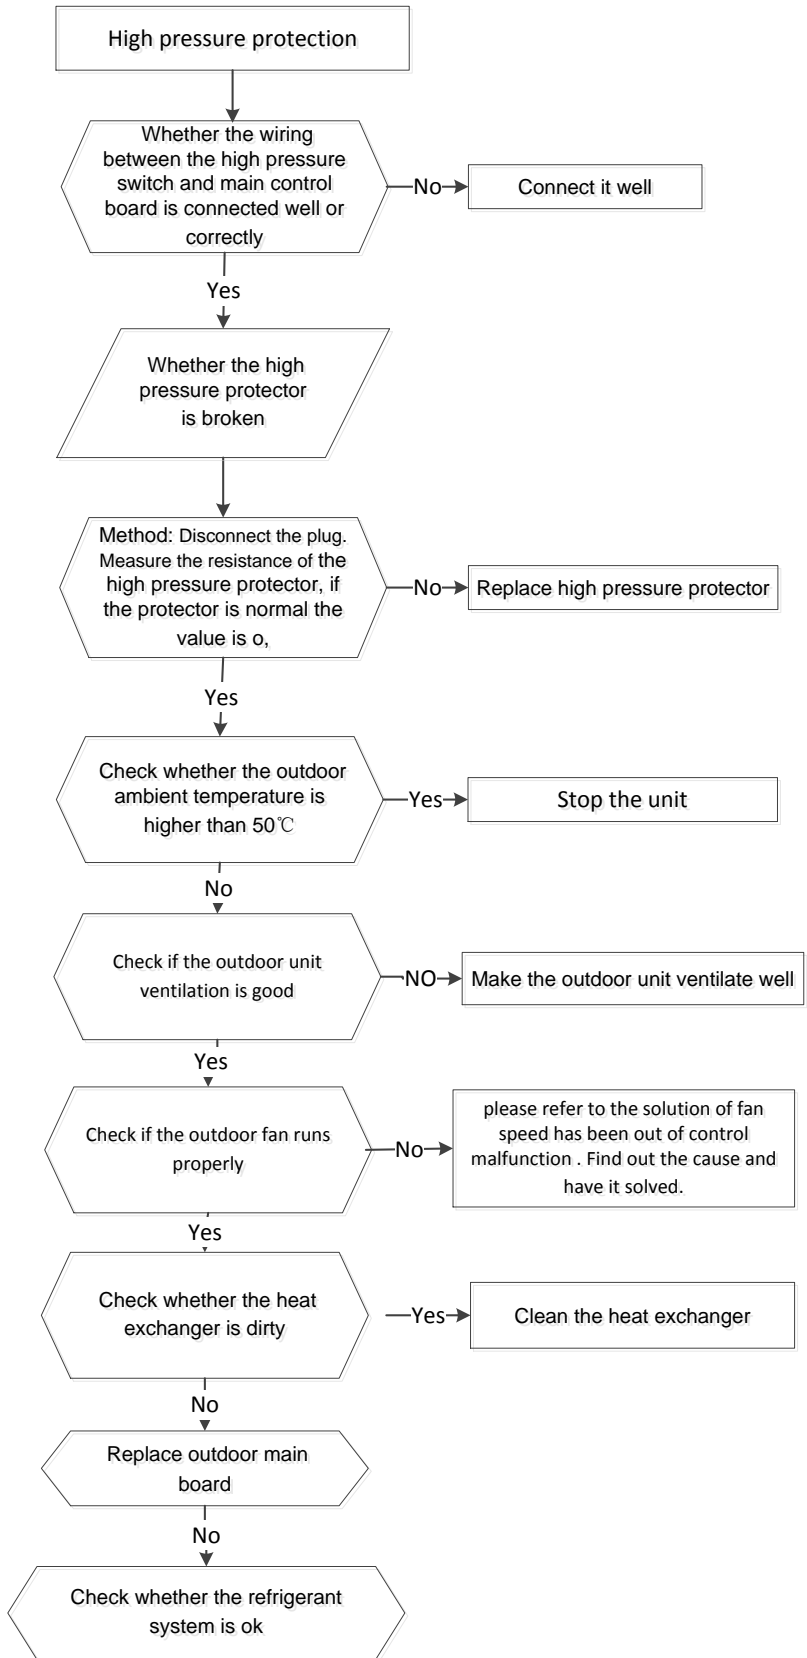 High pressure protection
Whether the wiring
between the high pressure
switch and main control
board is connected well or
correctly
No
Connect it well
Yes
Whether the high
pressure protector
is broken
Method: Disconnect the plug.
Measure the resistance of the
high pressure protector, if
the protector is normal the
value is o,
No
Replace high pressure protector
Yes
Check whether the outdoor
ambient temperature is
higher than 50℃
Yes
Stop the unit
No
Check if the outdoor unit
ventilation is good
NO
Make the outdoor unit ventilate well
Yes
Check if the outdoor fan runs
properly
No
please refer to the solution of fan
speed has been out of control
malfunction . Find out the cause and
have it solved.
Yes
Check whether the heat
exchanger is dirty
Yes
Clean the heat exchanger
No
Replace outdoor main
board
No
Check whether the refrigerant
system is ok